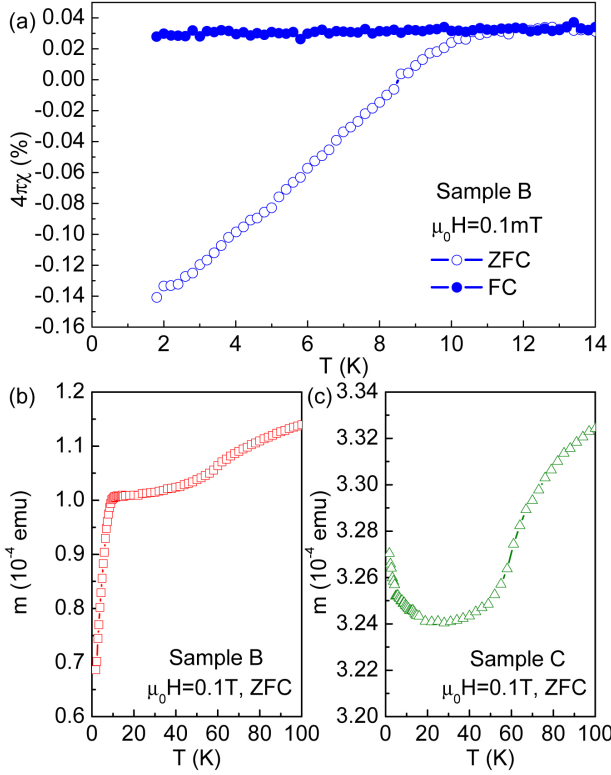 (a)
0.04
0.02
0.00
-0.02
-0.04
-0.06
-0.08
-0.10
-0.12
-0.14
-0.16
4πχ (%)
Sample B
μ₀H=0.1mT
ZFC
FC
0 2 4 6 8 10 12 14
T (K)
(b)
1.2
1.1
1.0
0.9
0.8
0.7
0.6
m (10⁻⁴ emu)
Sample B
μ₀H=0.1T, ZFC
0 20 40 60 80 100
T (K)
(c)
3.34
3.32
3.30
3.28
3.26
3.24
3.22
3.20
m (10⁻⁴ emu)
Sample C
μ₀H=0.1T, ZFC
0 20 40 60 80 100
T (K)